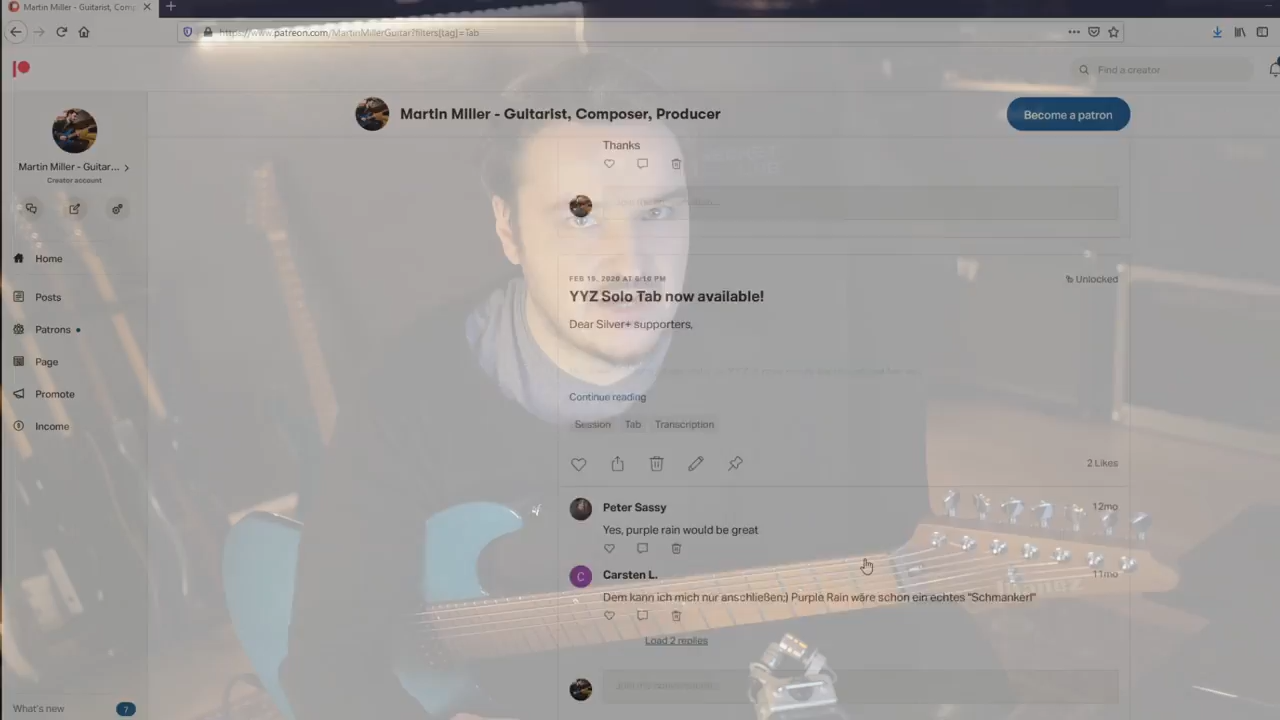 Martin Miller - Guitarist, Comp
https://www.patreon.com/MartinMillerGuitar?filters[tag]=Tab
Find a creator
Martin Miller - Guitarist, Composer, Producer
Become a patron
Martin Miller - Guitar...
Creator account
Home
Posts
Patrons
Page
Promote
Income
What's new
7
Thanks
FEB 15, 2020 AT 6:16 PM
Unlocked
YYZ Solo Tab now available!
Dear Silver+ supporters,
Continue reading
Session Tab Transcription
2 Likes
Peter Sassy
12mo
Yes, purple rain would be great
C
Carsten L.
11mo
Dem kann ich mich nur anschließen;) Purple Rain wäre schon ein echtes "Schmankerl"
Load 2 replies
Ibanez